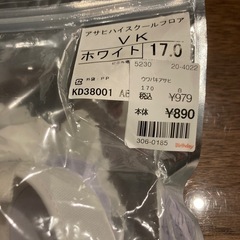 アサヒハイスクールフロア
VK
ホワイト 17.0
5230 20-4022
KD38001
ウワバキアサヒ
170 0
税込 ¥979
本体 ¥890
306-0185